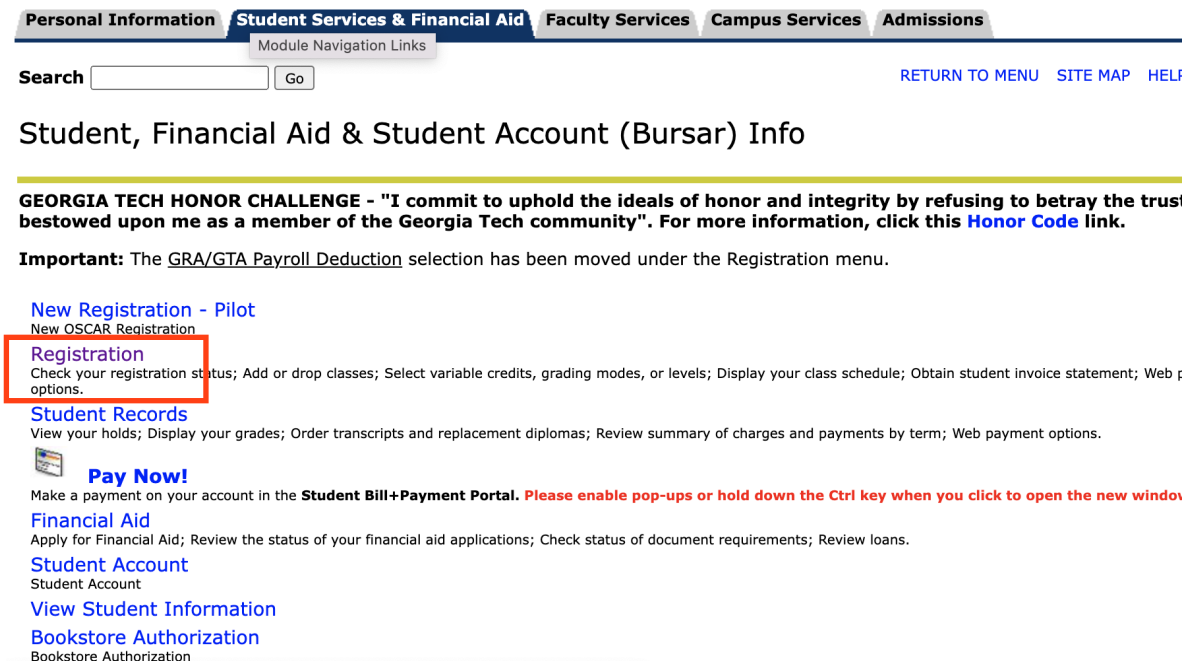 Personal Information Student Services & Financial Aid Faculty Services Campus Services Admissions
Module Navigation Links
Search Go RETURN TO MENU SITE MAP HELP
Student, Financial Aid & Student Account (Bursar) Info
GEORGIA TECH HONOR CHALLENGE - "I commit to uphold the ideals of honor and integrity by refusing to betray the trust
bestowed upon me as a member of the Georgia Tech community". For more information, click this Honor Code link.
Important: The GRA/GTA Payroll Deduction selection has been moved under the Registration menu.
New Registration - Pilot
New OSCAR Registration
Registration
Check your registration status; Add or drop classes; Select variable credits, grading modes, or levels; Display your class schedule; Obtain student invoice statement; Web
options.
Student Records
View your holds; Display your grades; Order transcripts and replacement diplomas; Review summary of charges and payments by term; Web payment options.
Pay Now!
Make a payment on your account in the Student Bill+Payment Portal. Please enable pop-ups or hold down the Ctrl key when you click to open the new window
Financial Aid
Apply for Financial Aid; Review the status of your financial aid applications; Check status of document requirements; Review loans.
Student Account
Student Account
View Student Information
Bookstore Authorization
Bookstore Authorization